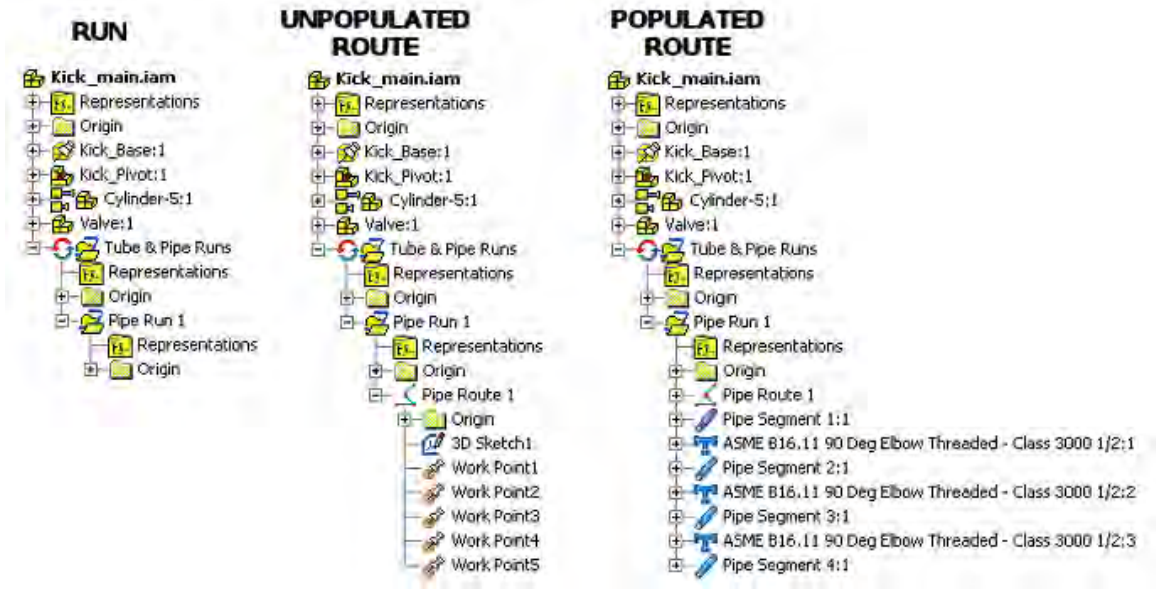 RUN
Kick_main.iam
Representations
Origin
Kick_Base:1
Kick_Pivot:1
Cylinder-5:1
Valve:1
Tube & Pipe Runs
Representations
Origin
Pipe Run 1
Representations
Origin
UNPOPULATED
ROUTE
Kick_main.iam
Representations
Origin
Kick_Base:1
Kick_Pivot:1
Cylinder-5:1
Valve:1
Tube & Pipe Runs
Representations
Origin
Pipe Run 1
Representations
Origin
Pipe Route 1
Origin
3D Sketch1
Work Point1
Work Point2
Work Point3
Work Point4
Work Point5
POPULATED
ROUTE
Kick_main.iam
Representations
Origin
Kick_Base:1
Kick_Pivot:1
Cylinder-5:1
Valve:1
Tube & Pipe Runs
Representations
Origin
Pipe Run 1
Representations
Origin
Pipe Route 1
Pipe Segment 1:1
ASME B16.11 90 Deg Elbow Threaded - Class 3000 1/2:1
Pipe Segment 2:1
ASME B16.11 90 Deg Elbow Threaded - Class 3000 1/2:2
Pipe Segment 3:1
ASME B16.11 90 Deg Elbow Threaded - Class 3000 1/2:3
Pipe Segment 4:1